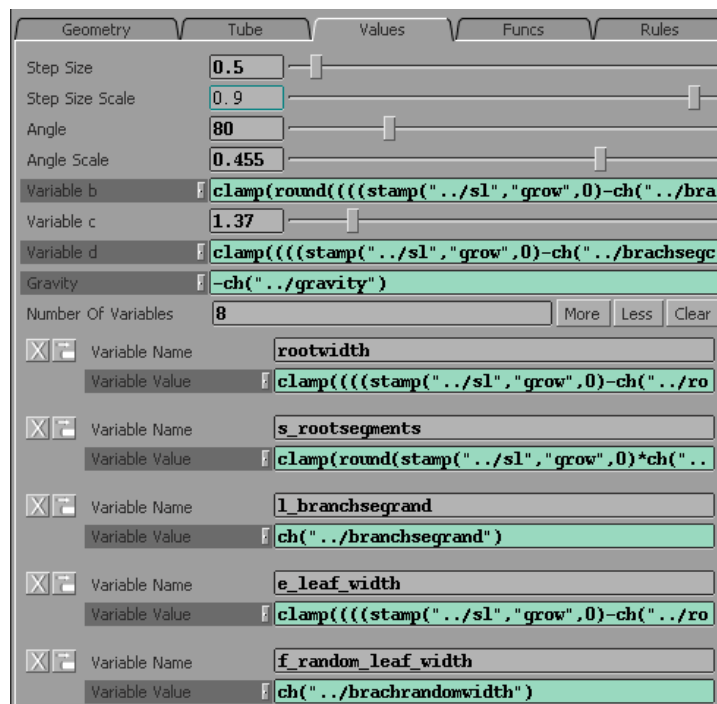 Geometry Tube Values Funcs Rules
Step Size 0.5
Step Size Scale 0.9
Angle 80
Angle Scale 0.455
Variable b clamp(round((((stamp("../sl","grow",0)-ch("../bra
Variable c 1.37
Variable d clamp((((stamp("../sl","grow",0)-ch("../brachsegc
Gravity -ch("../gravity")
Number Of Variables 8 More Less Clear
Variable Name rootwidth
Variable Value clamp((((stamp("../sl","grow",0)-ch("../ro
Variable Name s_rootsegments
Variable Value clamp(round(stamp("../sl","grow",0)*ch("..
Variable Name l_branchsegrand
Variable Value ch("../branchsegrand")
Variable Name e_leaf_width
Variable Value clamp((((stamp("../sl","grow",0)-ch("../ro
Variable Name f_random_leaf_width
Variable Value ch("../brachrandomwidth")